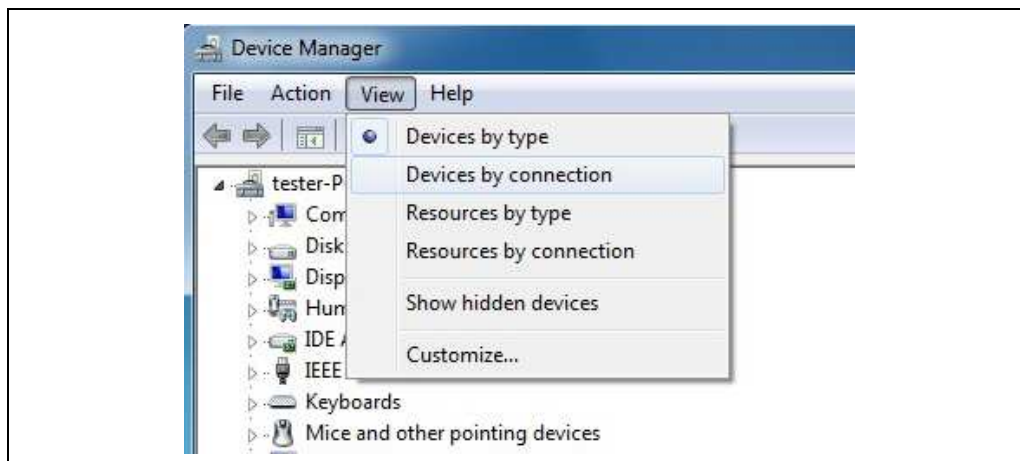 Device Manager
File Action View Help
Devices by type
Devices by connection
Resources by type
Resources by connection
Show hidden devices
Customize...
tester-P
Com
Disk
Disp
Hum
IDE
IEEE
Keyboards
Mice and other pointing devices